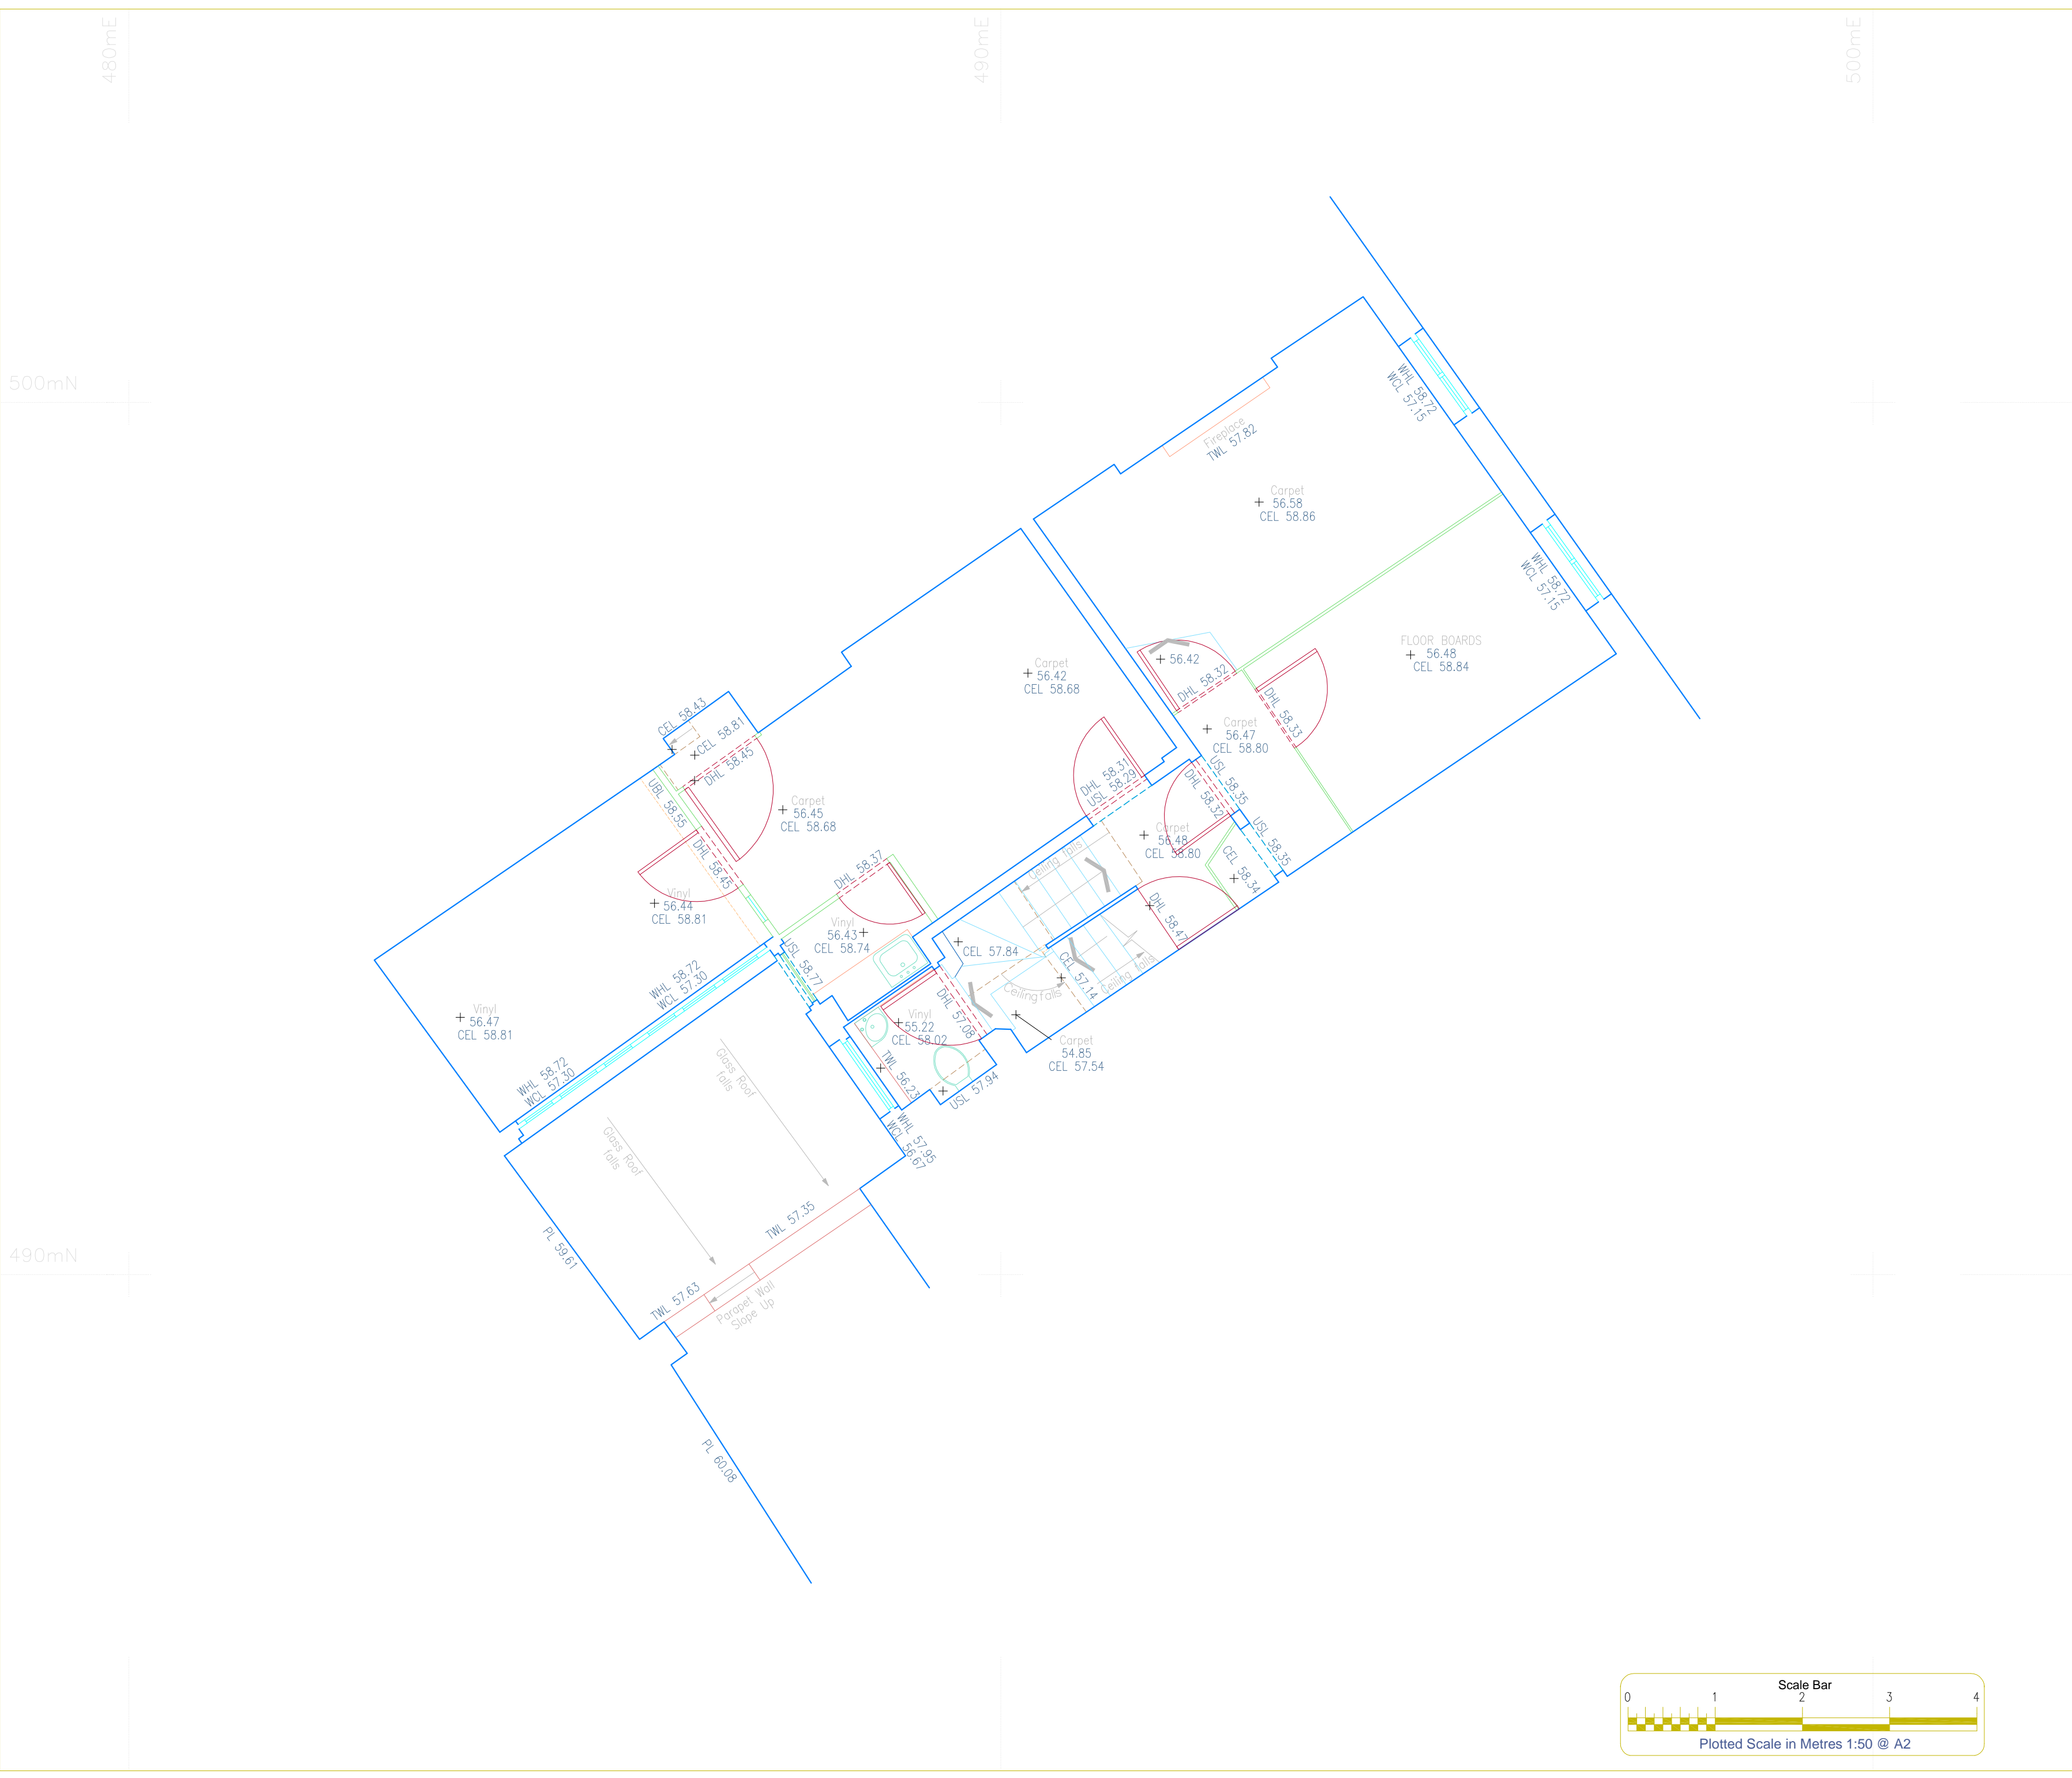 480mE
490mE
500mE
500mN
490mN
WHL 58.72
WCL 57.15
Fireplace
TWL 57.82
Carpet
56.58
CEL 58.86
WHL 58.72
WCL 57.15
FLOOR BOARDS
56.48
CEL 58.84
56.42
DHL 58.32
DHL 58.33
Carpet
56.42
CEL 58.68
Carpet
56.47
CEL 58.80
CEL 58.43
CEL 58.81
DHL 58.45
UBL 58.55
DHL 58.45
Carpet
56.45
CEL 58.68
DHL 58.31
USL 58.29
DHL 58.32
USL 58.35
USL 58.35
Carpet
56.48
CEL 58.80
CEL 58.34
Ceiling falls
DHL 58.37
Vinyl
56.44
CEL 58.81
Vinyl
56.43
CEL 58.74
USL 58.77
CEL 57.84
DHL 58.47
CEL 57.14
Ceiling falls
Ceiling falls
DHL 57.08
Vinyl
55.22
CEL 58.02
TWL 56.23
USL 57.94
Carpet
54.85
CEL 57.54
WHL 57.95
WCL 56.67
WHL 58.72
WCL 57.30
Vinyl
56.47
CEL 58.81
WHL 58.72
WCL 57.30
Glass Roof
falls
Glass Roof
falls
TWL 57.35
PL 59.61
TWL 57.63
Parapet Wall
Slope Up
PL 60.08
Scale Bar
0 1 2 3 4
Plotted Scale in Metres 1:50 @ A2